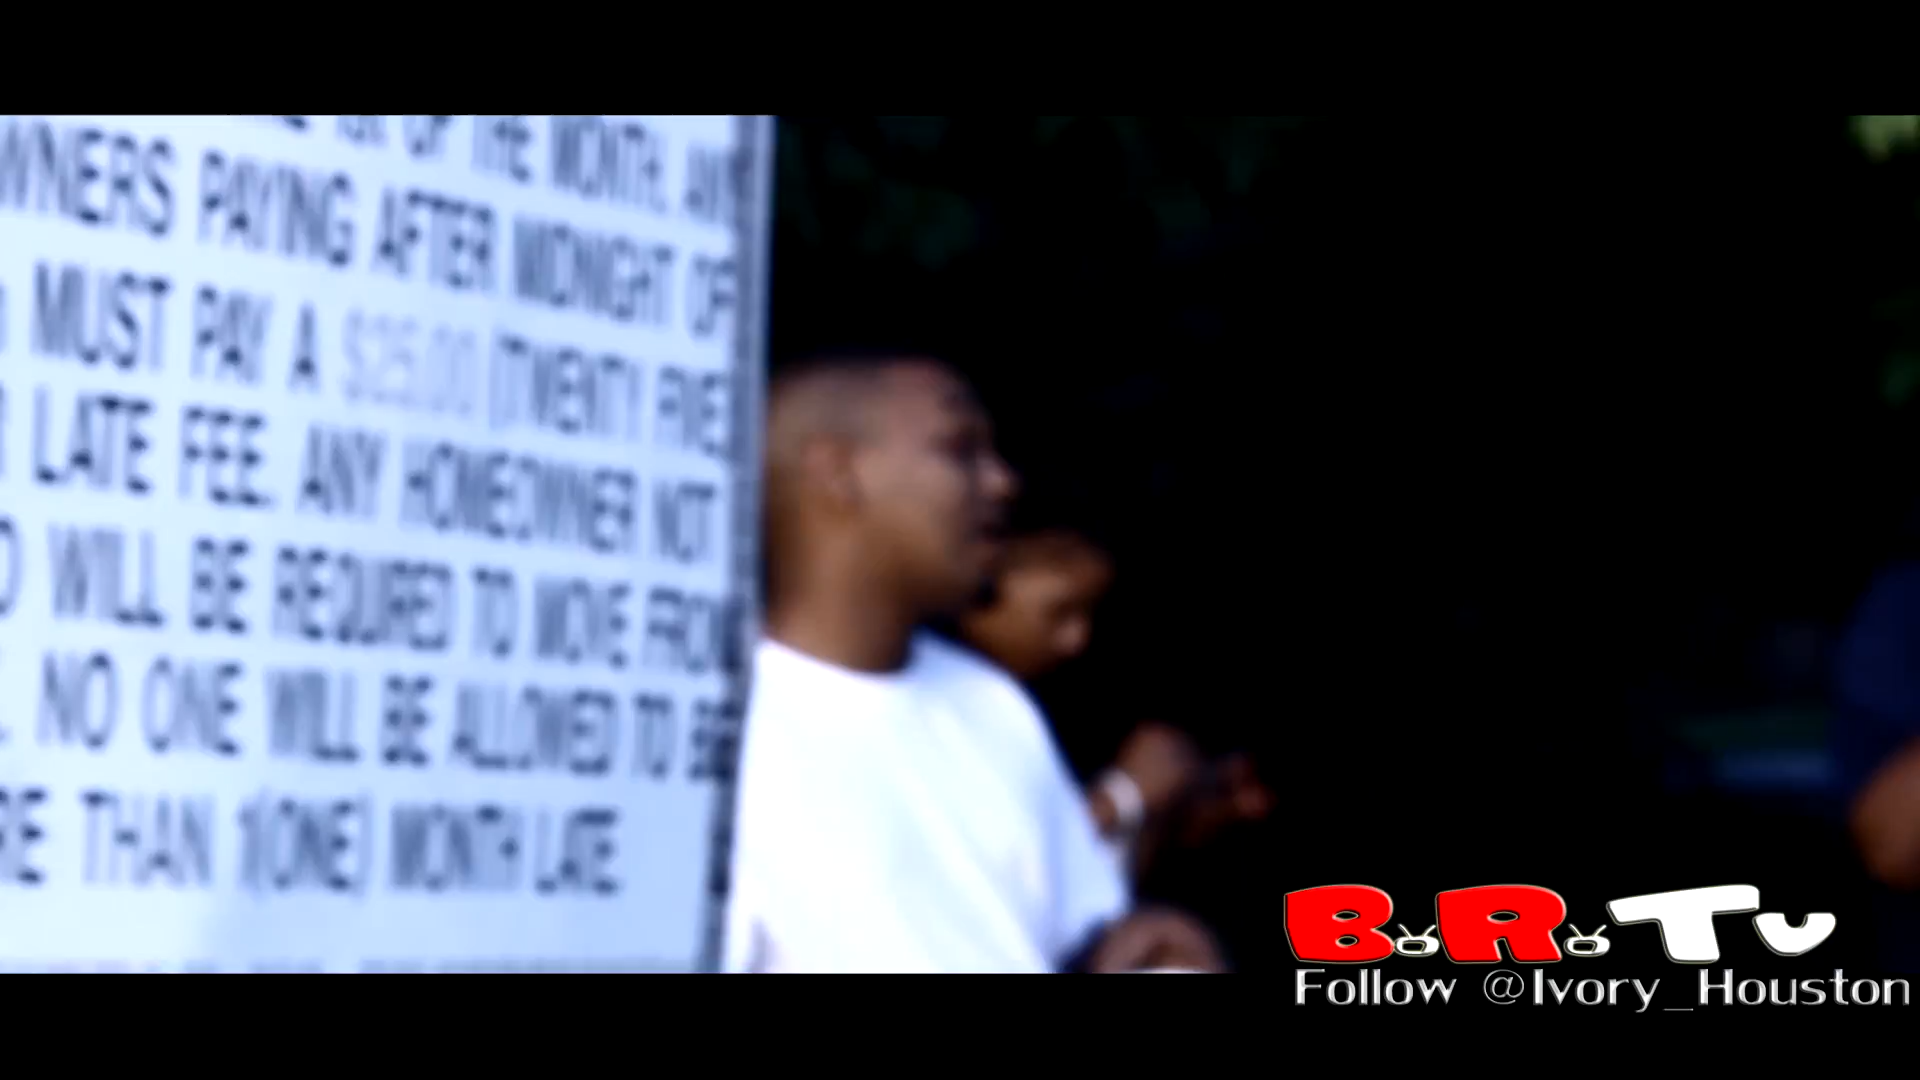 15th OF THE MONTH. ANY
WNERS PAYING AFTER MIDNIGHT OF
MUST PAY A $25.00 (TWENTY FIVE
LATE FEE. ANY HOMEOWNER NOT
D WILL BE REQUIRED TO MOVE FROM
NO ONE WILL BE ALLOWED TO BE
RE THAN 1(ONE) MONTH LATE
B.R.Tv
Follow @Ivory_Houston